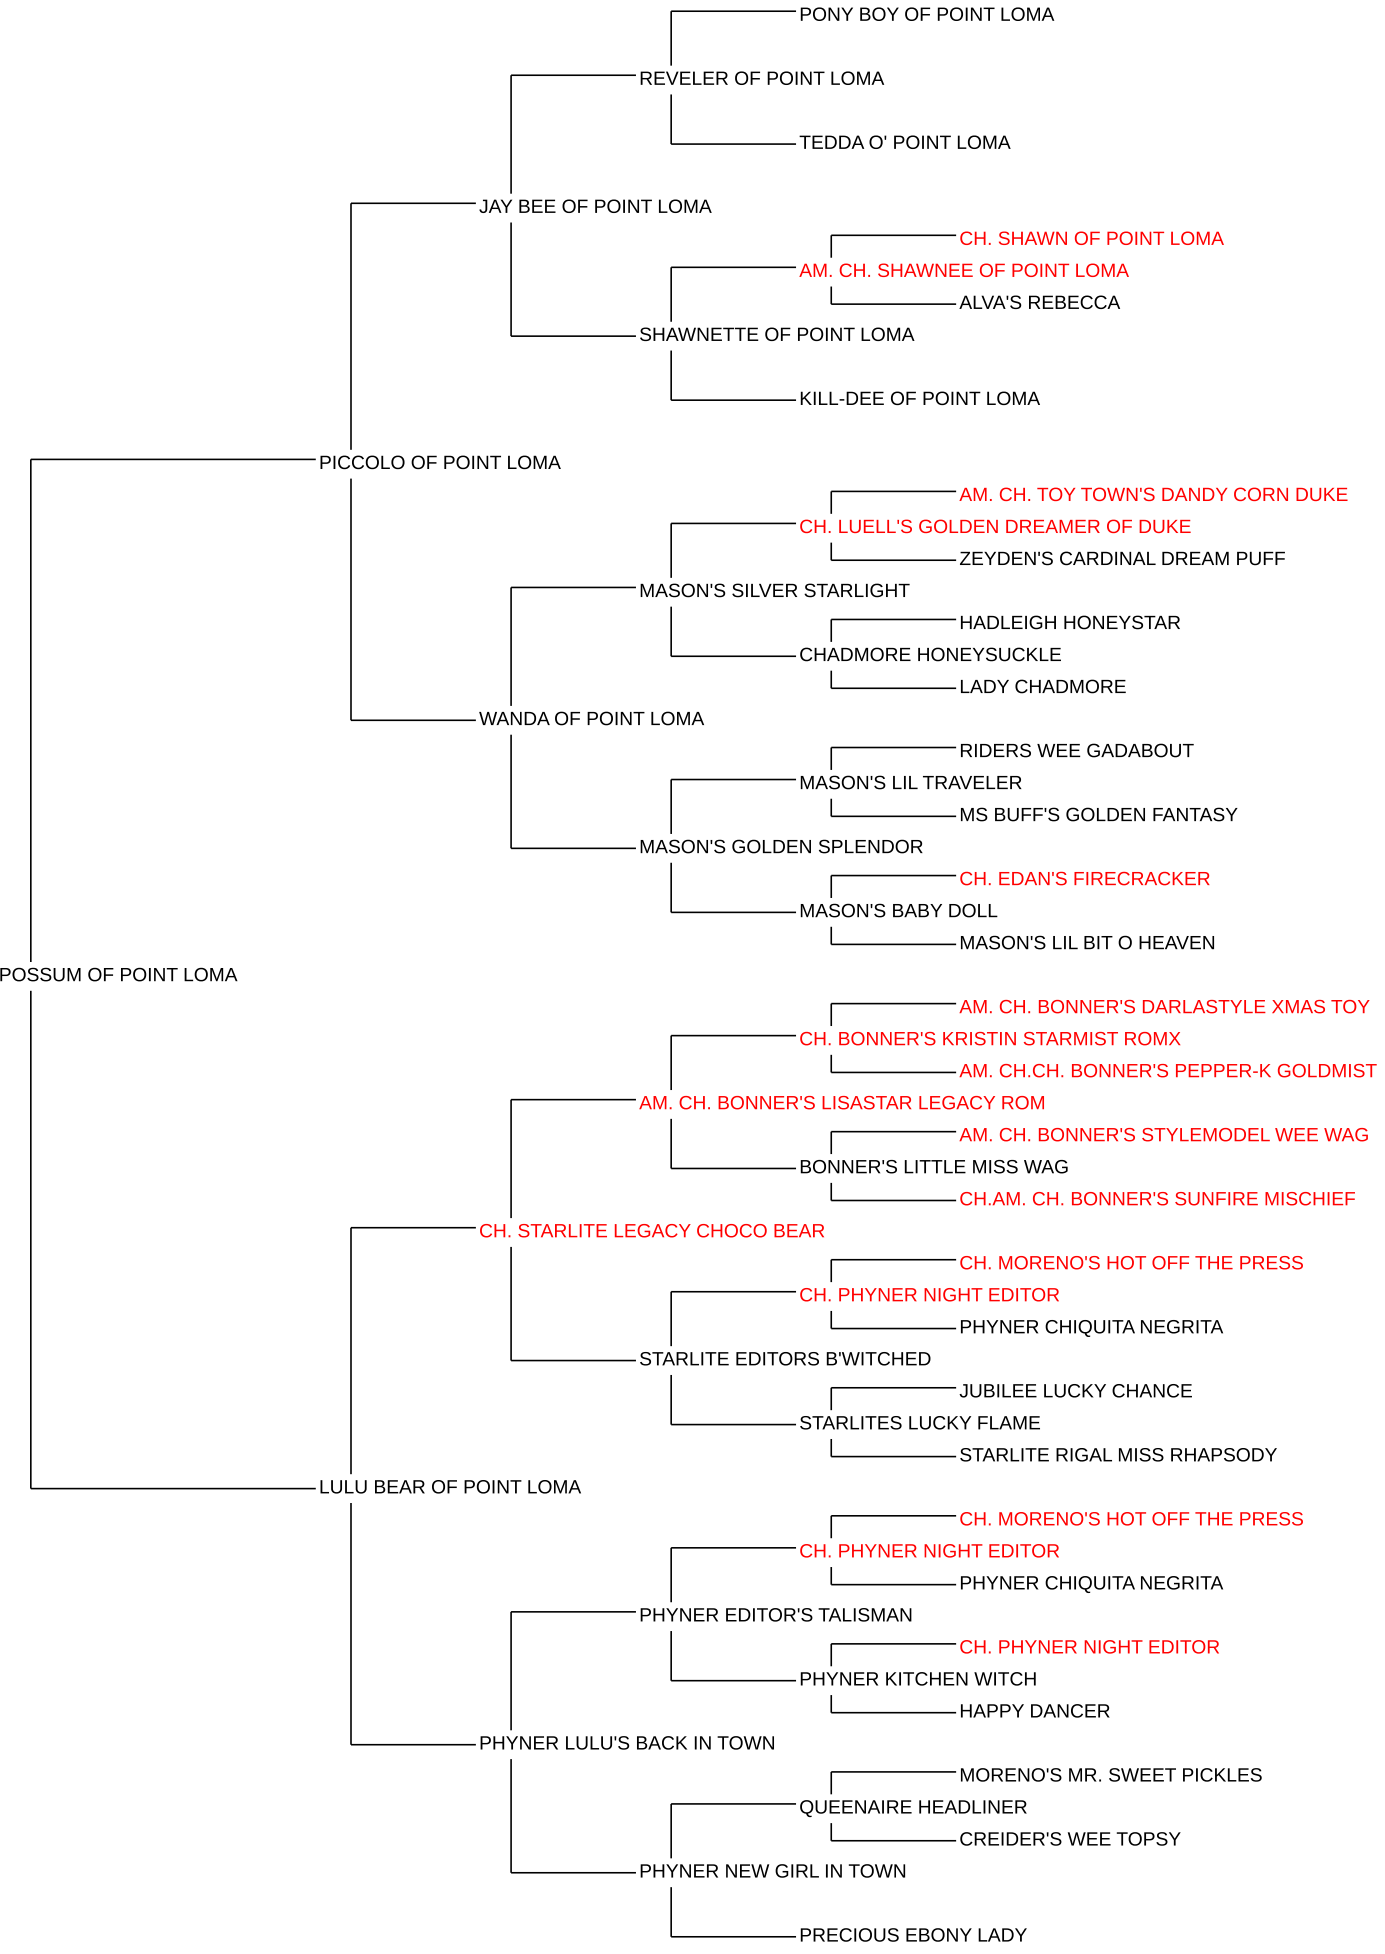 PONY BOY OF POINT LOMA
REVELER OF POINT LOMA
TEDDA O' POINT LOMA
JAY BEE OF POINT LOMA
CH. SHAWN OF POINT LOMA
AM. CH. SHAWNEE OF POINT LOMA
ALVA'S REBECCA
SHAWNETTE OF POINT LOMA
KILL-DEE OF POINT LOMA
PICCOLO OF POINT LOMA
AM. CH. TOY TOWN'S DANDY CORN DUKE
CH. LUELL'S GOLDEN DREAMER OF DUKE
ZEYDEN'S CARDINAL DREAM PUFF
MASON'S SILVER STARLIGHT
HADLEIGH HONEYSTAR
CHADMORE HONEYSUCKLE
LADY CHADMORE
WANDA OF POINT LOMA
RIDERS WEE GADABOUT
MASON'S LIL TRAVELER
MS BUFF'S GOLDEN FANTASY
MASON'S GOLDEN SPLENDOR
CH. EDAN'S FIRECRACKER
MASON'S BABY DOLL
MASON'S LIL BIT O HEAVEN
POSSUM OF POINT LOMA
AM. CH. BONNER'S DARLASTYLE XMAS TOY
CH. BONNER'S KRISTIN STARMIST ROMX
AM. CH.CH. BONNER'S PEPPER-K GOLDMIST
AM. CH. BONNER'S LISASTAR LEGACY ROM
AM. CH. BONNER'S STYLEMODEL WEE WAG
BONNER'S LITTLE MISS WAG
CH.AM. CH. BONNER'S SUNFIRE MISCHIEF
CH. STARLITE LEGACY CHOCO BEAR
CH. MORENO'S HOT OFF THE PRESS
CH. PHYNER NIGHT EDITOR
PHYNER CHIQUITA NEGRITA
STARLITE EDITORS B'WITCHED
JUBILEE LUCKY CHANCE
STARLITES LUCKY FLAME
STARLITE RIGAL MISS RHAPSODY
LULU BEAR OF POINT LOMA
CH. MORENO'S HOT OFF THE PRESS
CH. PHYNER NIGHT EDITOR
PHYNER CHIQUITA NEGRITA
PHYNER EDITOR'S TALISMAN
CH. PHYNER NIGHT EDITOR
PHYNER KITCHEN WITCH
HAPPY DANCER
PHYNER LULU'S BACK IN TOWN
MORENO'S MR. SWEET PICKLES
QUEENAIRE HEADLINER
CREIDER'S WEE TOPSY
PHYNER NEW GIRL IN TOWN
PRECIOUS EBONY LADY